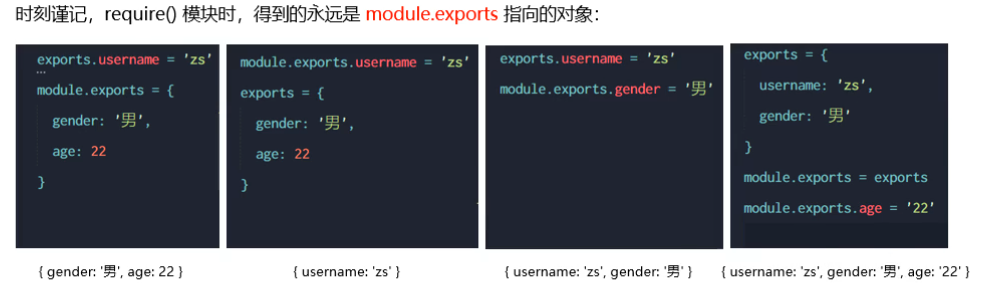 时刻谨记，require() 模块时，得到的永远是 module.exports 指向的对象：
exports.username = 'zs'
module.exports = {
gender: '男',
age: 22
}
module.exports.username = 'zs'
exports = {
gender: '男',
age: 22
}
exports.username = 'zs'
module.exports.gender = '男'
exports = {
username: 'zs',
gender: '男'
}
module.exports = exports
module.exports.age = '22'
{ gender: '男', age: 22 }
{ username: 'zs' }
{ username: 'zs', gender: '男' }
{ username: 'zs', gender: '男', age: '22' }